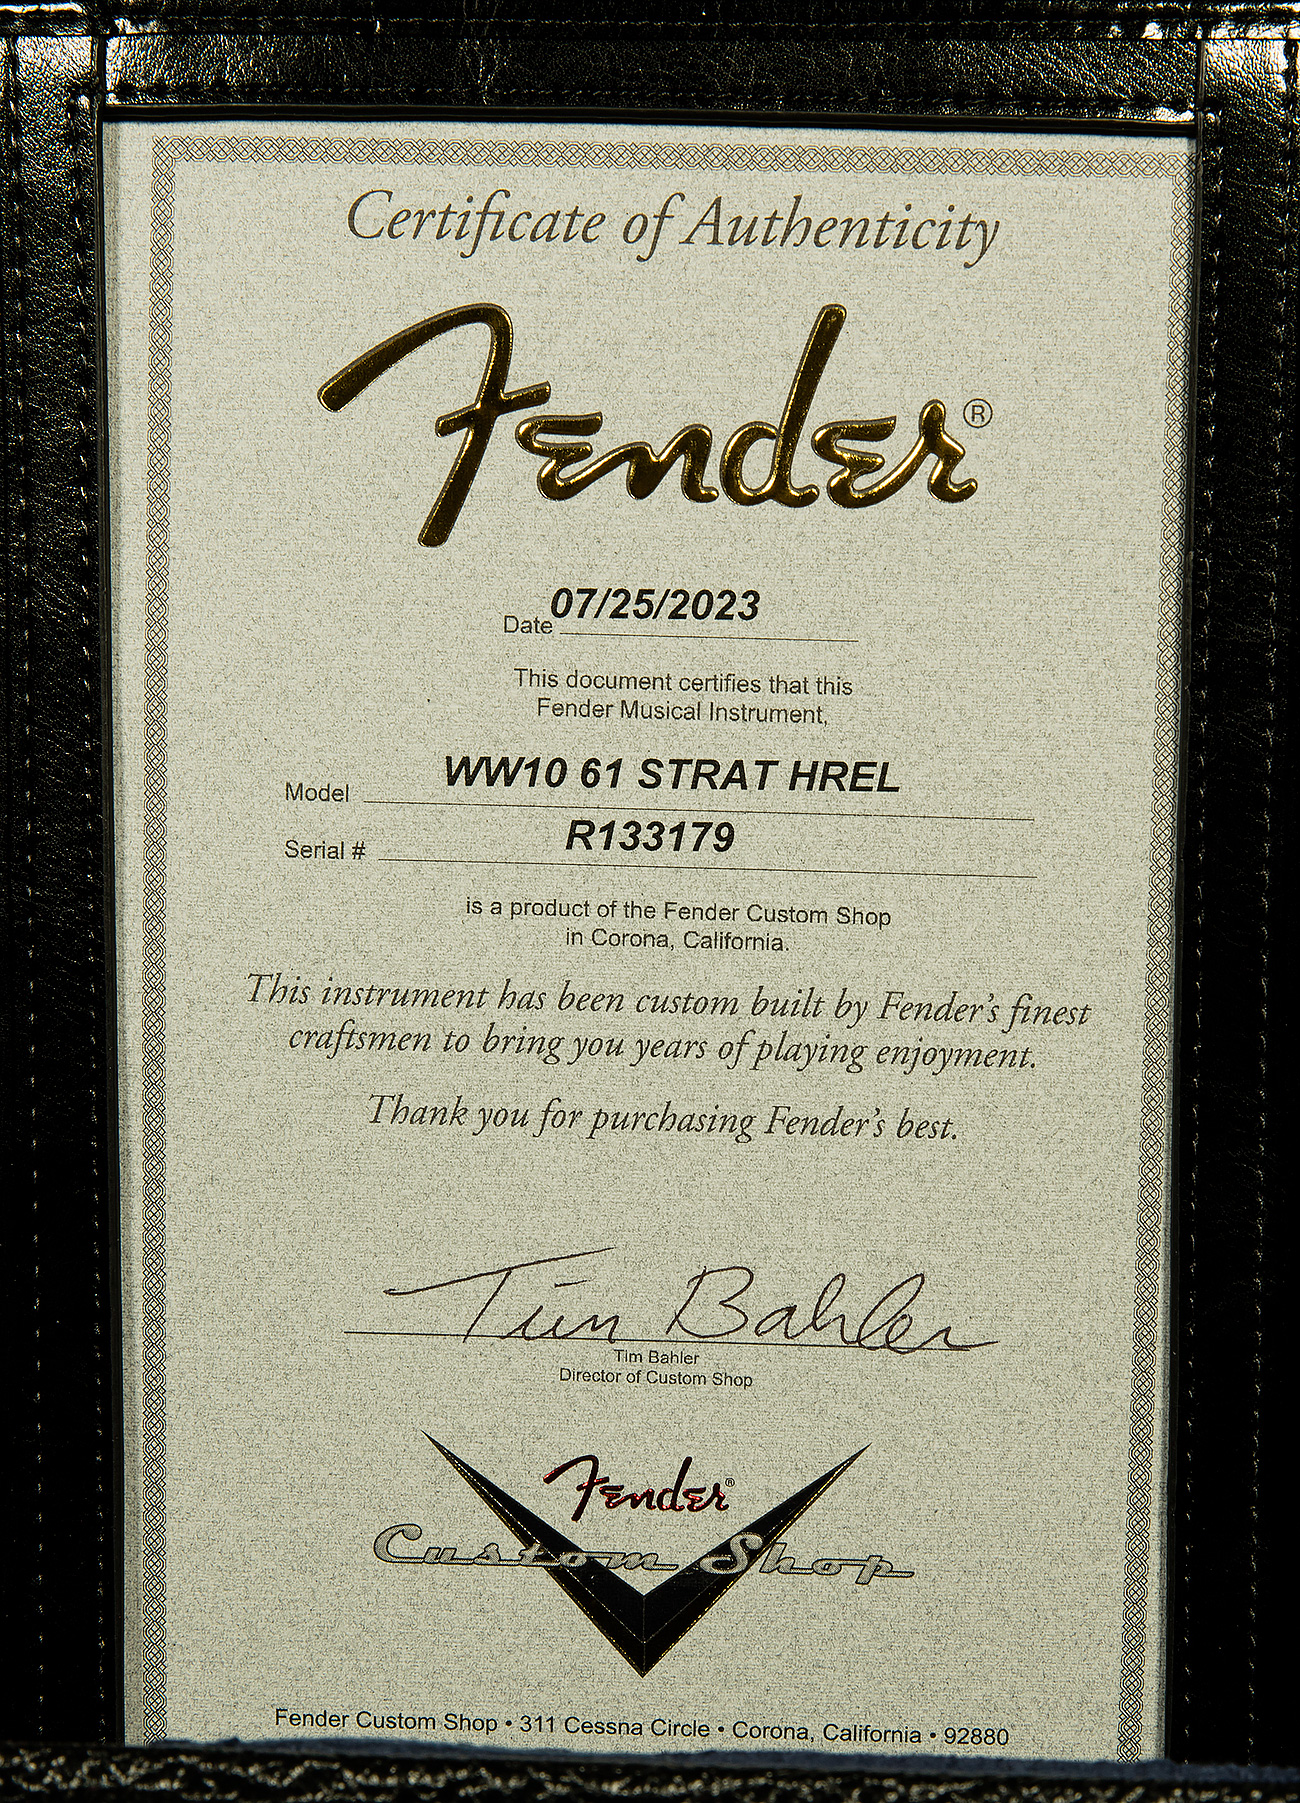 Certificate of Authenticity
Fender®
Date 07/25/2023
This document certifies that this
Fender Musical Instrument,
Model WW10 61 STRAT HREL
Serial # R133179
is a product of the Fender Custom Shop
in Corona, California.
This instrument has been custom built by Fender's finest
craftsmen to bring you years of playing enjoyment.
Thank you for purchasing Fender's best.
Tim Bahler
Tim Bahler
Director of Custom Shop
Fender®
Custom Shop
Fender Custom Shop • 311 Cessna Circle • Corona, California • 92880